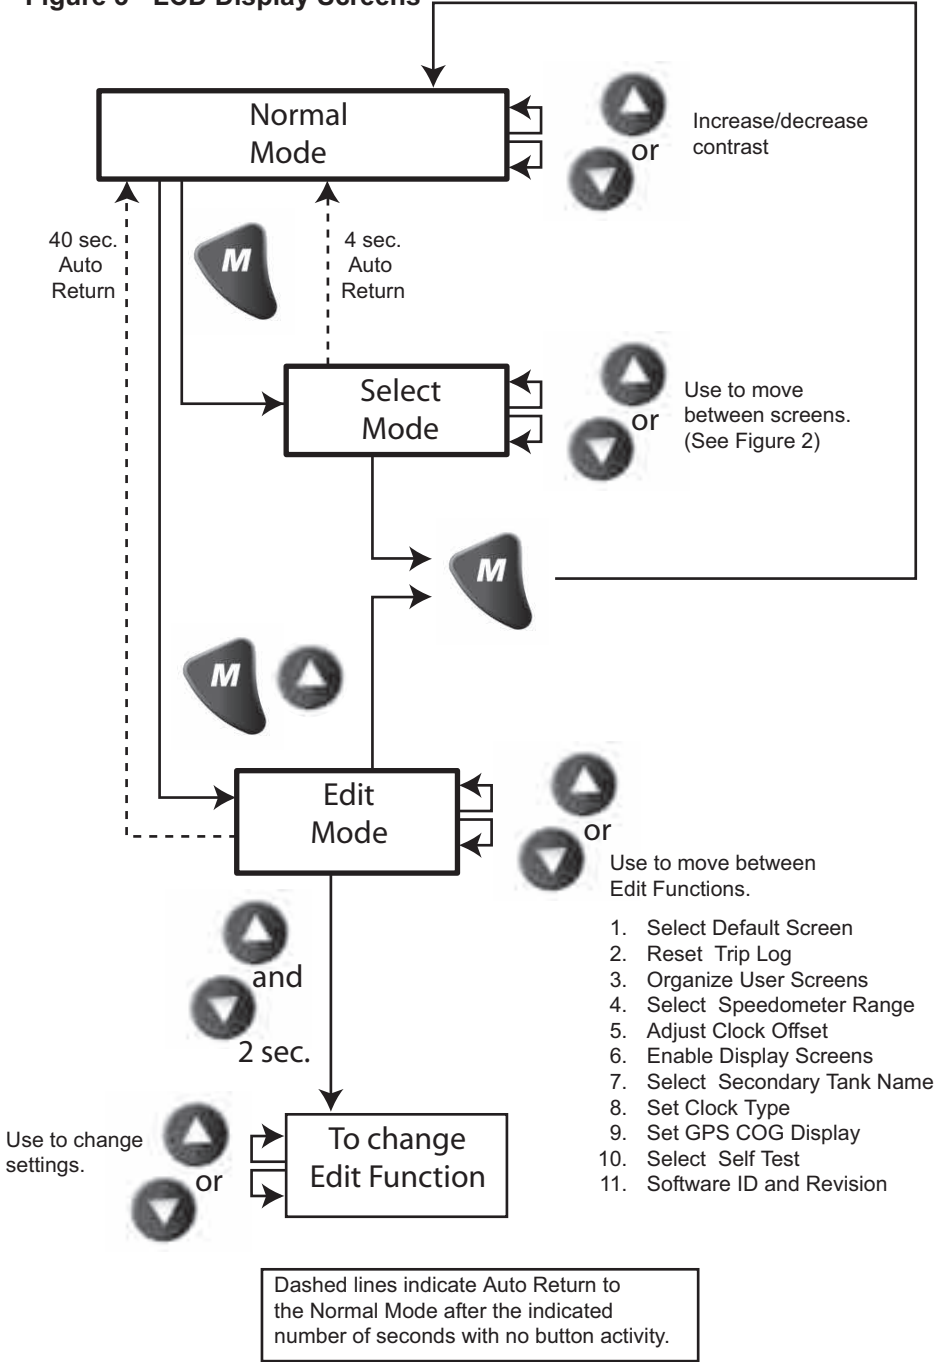 Normal
Mode
or
Increase/decrease
contrast
40 sec.
Auto
Return
M
4 sec.
Auto
Return
Select
Mode
or
Use to move
between screens.
(See Figure 2)
M
M
Edit
Mode
or
Use to move between
Edit Functions.
1. Select Default Screen
2. Reset Trip Log
3. Organize User Screens
4. Select Speedometer Range
5. Adjust Clock Offset
6. Enable Display Screens
7. Select Secondary Tank Name
8. Set Clock Type
9. Set GPS COG Display
10. Select Self Test
11. Software ID and Revision
and
2 sec.
Use to change
settings.
or
To change
Edit Function
Dashed lines indicate Auto Return to
the Normal Mode after the indicated
number of seconds with no button activity.